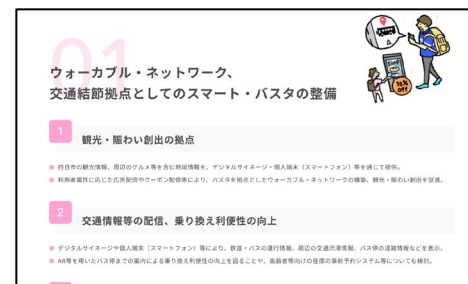 01
ウォーカブル・ネットワーク、
交通結節拠点としてのスマート・バスタの整備
1
観光・賑わい創出の拠点
四日市の観光情報、周辺のグルメ等を含む地域情報を、デジタルサイネージ・個人端末（スマートフォン）等を通じて提供。
利用者属性に応じた広告配信やクーポン配信等により、バスタを拠点としたウォーカブル・ネットワークの構築、観光・賑わい創出を促進。
2
交通情報等の配信、乗り換え利便性の向上
デジタルサイネージや個人端末（スマートフォン）等により、鉄道・バスの運行情報、周辺の交通渋滞情報、バス停の混雑情報などを表示。
AR等を用いたバス停までの案内による乗り換え利便性の向上を図ることや、高齢者等向けの座席の事前予約システム等についても検討。